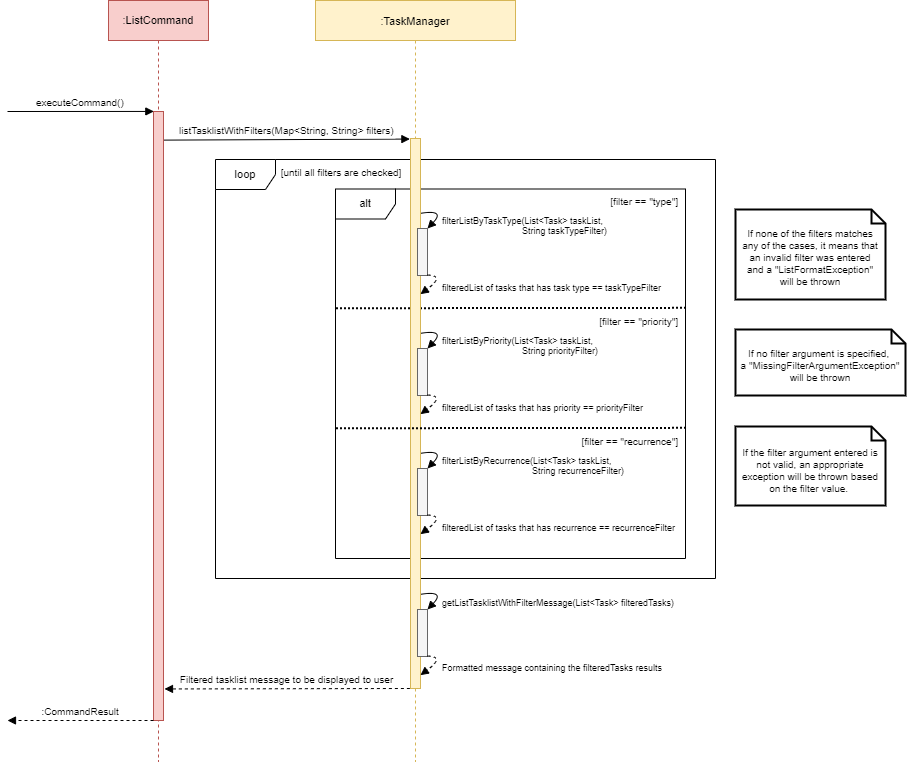 :ListCommand
:TaskManager
executeCommand()
listTasklistWithFilters(Map<String, String> filters)
loop
[until all filters are checked]
alt
[filter == "type"]
filterListByTaskType(List<Task> taskList,
String taskTypeFilter)
filteredList of tasks that has task type == taskTypeFilter
[filter == "priority"]
filterListByPriority(List<Task> taskList,
String priorityFilter)
filteredList of tasks that has priority == priorityFilter
[filter == "recurrence"]
filterListByRecurrence(List<Task> taskList,
String recurrenceFilter)
filteredList of tasks that has recurrence == recurrenceFilter
If none of the filters matches
any of the cases, it means that
an invalid filter was entered
and a "ListFormatException"
will be thrown
If no filter argument is specified,
a "MissingFilterArgumentException"
will be thrown
If the filter argument entered is
not valid, an appropriate
exception will be thrown based
on the filter value.
getListTasklistWithFilterMessage(List<Task> filteredTasks)
Formatted message containing the filteredTasks results
Filtered tasklist message to be displayed to user
:CommandResult